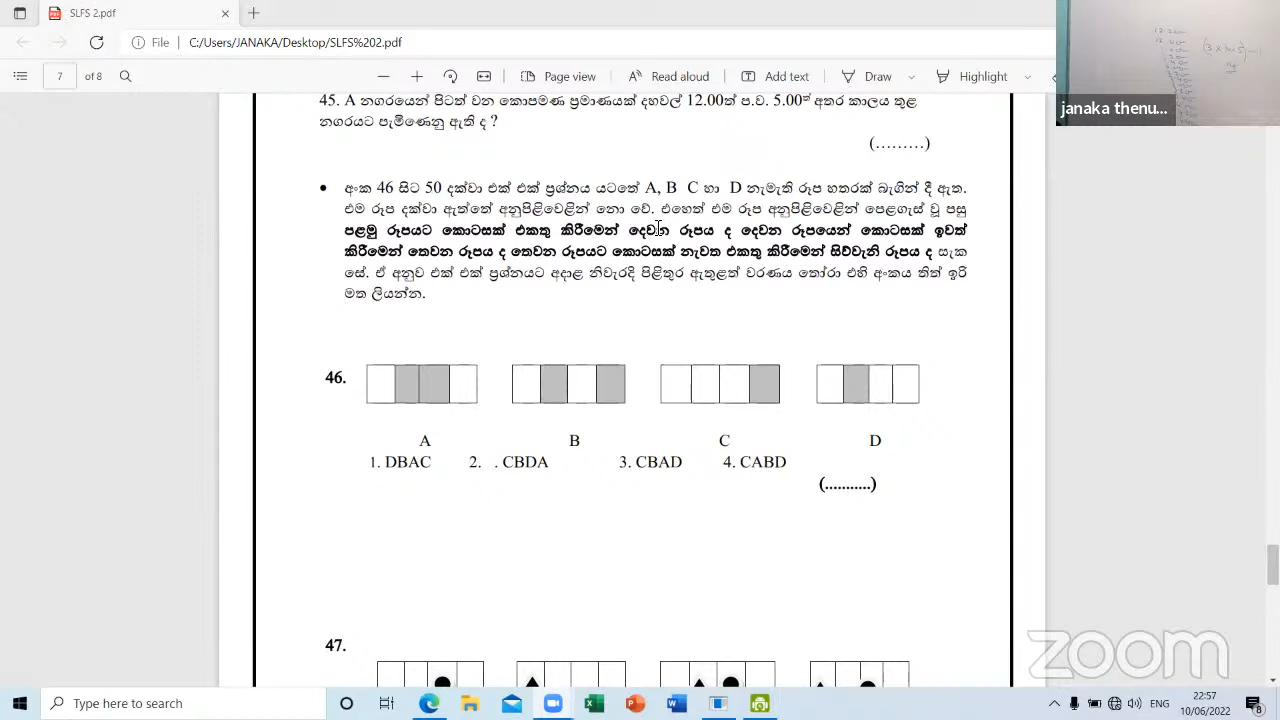 SLFS 2.pdf
File C:/Users/JANAKA/Desktop/SLFS%202.pdf
7 of 8 Page view Read aloud Add text Draw Highlight
janaka thenu...
45. A නගරයෙන් පිටත් වන කොපමණ ප්‍රමාණයක් දහවල් 12.00ක් ප.ව. 5.00ත් අතර කාලය තුළ
නගරයට පැමිණෙනු ඇති ද ?
(.........)
• අංක 46 සිට 50 දක්වා එක් එක් ප්‍රශ්නය යටතේ A, B C හා D නැමැති රූප හතරක් බැගින් දී ඇත.
එම රූප දක්වා ඇත්තේ අනුපිළිවෙළින් නො වේ. එහෙත් එම රූප අනුපිළිවෙළින් පෙළගැස් වූ පසු
පළමු රූපයට කොටසක් එකතු කිරීමෙන් දෙවන රූපය ද දෙවන රූපයෙන් කොටසක් ඉවත්
කිරීමෙන් තෙවන රූපය ද තෙවන රූපයට කොටසක් නැවත එකතු කිරීමෙන් සිව්වැනි රූපය ද සැක
සේ. ඒ අනුව එක් එක් ප්‍රශ්නයට අදාළ නිවැරදි පිළිතුර ඇතුළත් වරණය තෝරා එහි අංකය තිත් ඉරි
මත ලියන්න.
46.
A B C D
1. DBAC 2. . CBDA 3. CBAD 4. CABD
(...........)
47.
zoom
Type here to search
ENG
22:57
10/06/2022
8